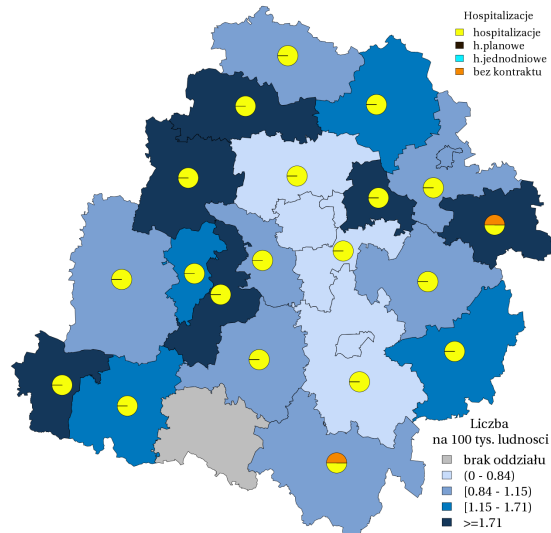 Hospitalizacje
hospitalizacje
h.planowe
h.jednodniowe
bez kontraktu
Liczba
na 100 tys. ludnosci
brak oddziału
(0 - 0.84)
[0.84 - 1.15)
[1.15 - 1.71)
>=1.71